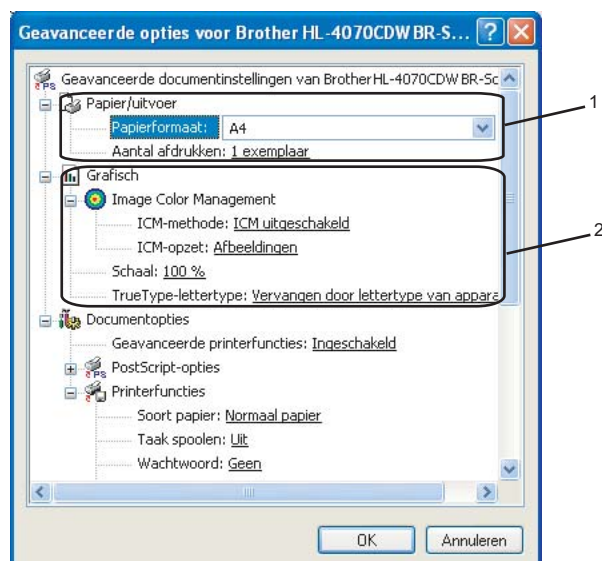 Geavanceerde opties voor Brother HL-4070CDW BR-S...
Geavanceerde documentinstellingen van Brother HL-4070CDW BR-Sc
Papier/uitvoer
Papierformaat: A4
Aantal afdrukken: 1 exemplaar
1
Grafisch
Image Color Management
ICM-methode: ICM uitgeschakeld
ICM-opzet: Afbeeldingen
2
Schaal: 100 %
TrueType-lettertype: Vervangen door lettertype van appara
Documentopties
Geavanceerde printerfuncties: Ingeschakeld
PostScript-opties
Printerfuncties
Soort papier: Normaal papier
Taak spoolen: Uit
Wachtwoord: Geen
OK Annuleren